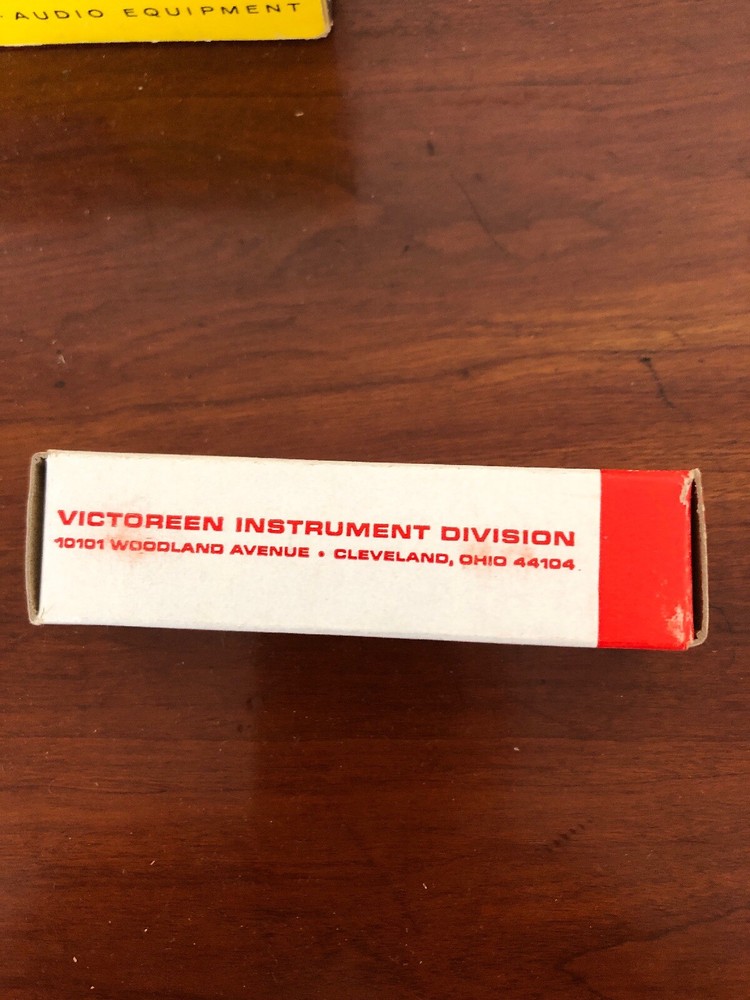 AUDIO EQUIPMENT
VICTOREEN INSTRUMENT DIVISION
10101 WOODLAND AVENUE • CLEVELAND, OHIO 44104